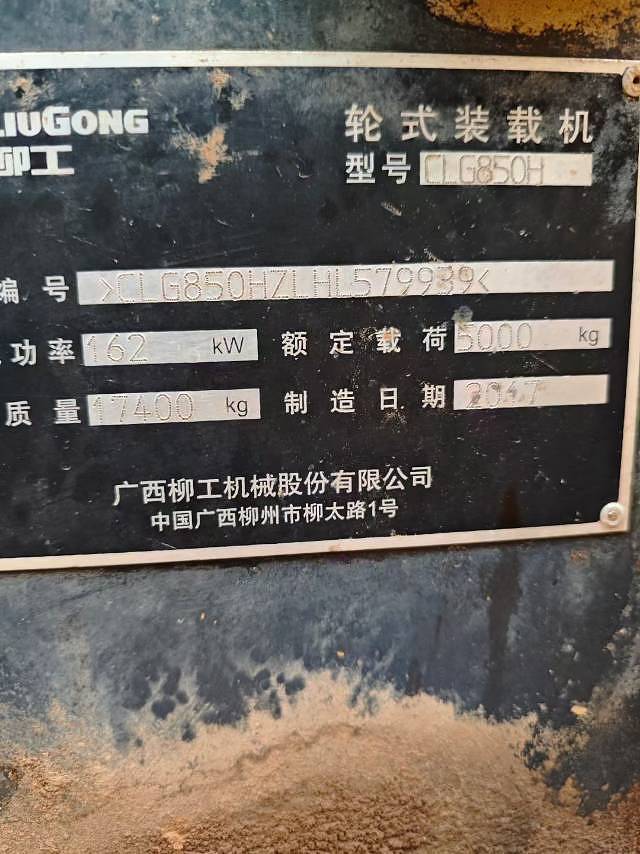 LIUGONG
柳工
轮式装载机
型号 CLG850H
编号 >CLG850HZLHL579939<
功率 162 kW 额定载荷 5000 kg
质量 17400 kg 制造日期 2017
广西柳工机械股份有限公司
中国广西柳州市柳太路1号